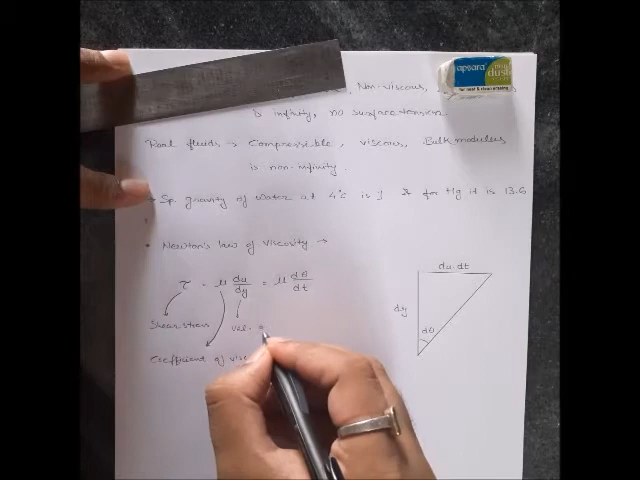 , Non-viscous,
is infinity, no surface tension
Real fluids → Compressible, viscous, Bulk modulus
is non-infinity.
→ Sp. gravity of water at 4°C is 1 & for Hg it is 13.6
• Newton's law of viscosity →
τ = μ du/dy = μ dθ/dt
du.dt
dy
dθ
Shear stress
Vel.
Coefficient of visc
apsara non dust